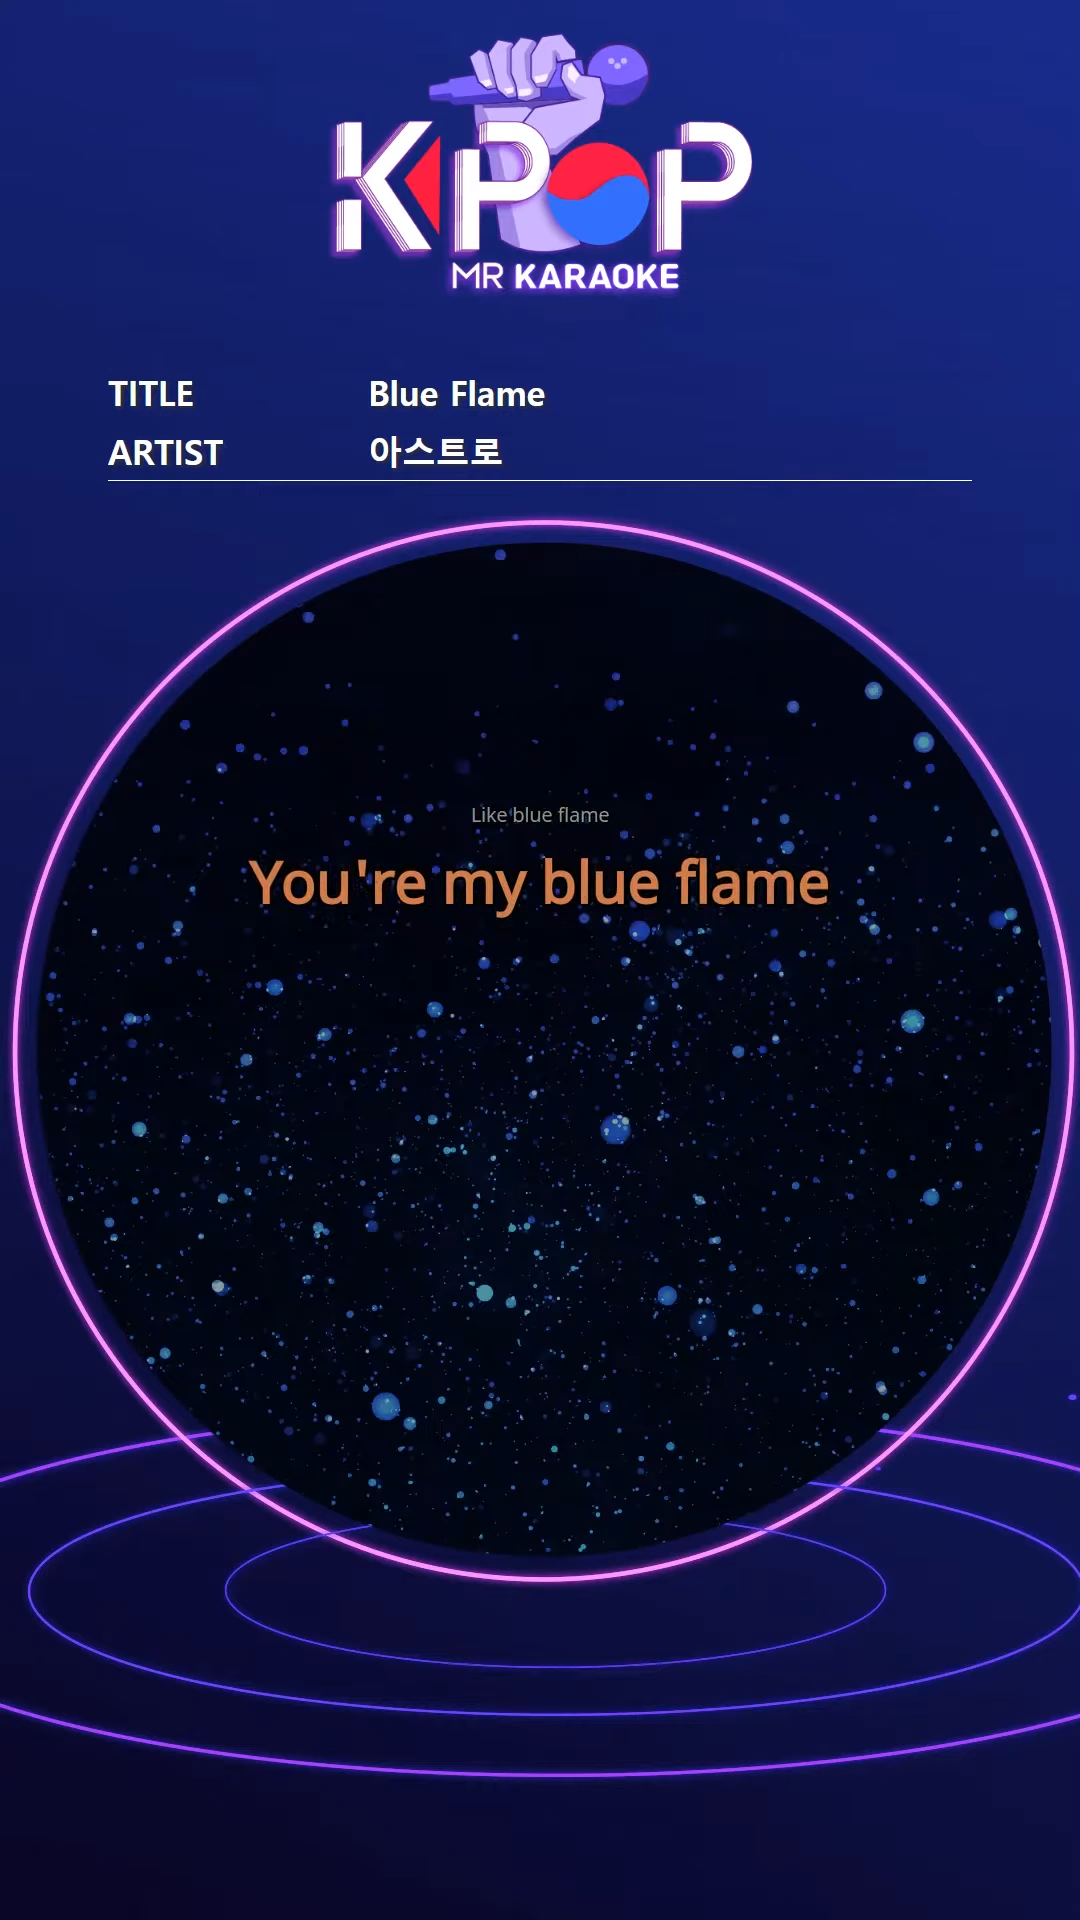 KPOP
MR KARAOKE
TITLE Blue Flame
ARTIST 아스트로
Like blue flame
You're my blue flame